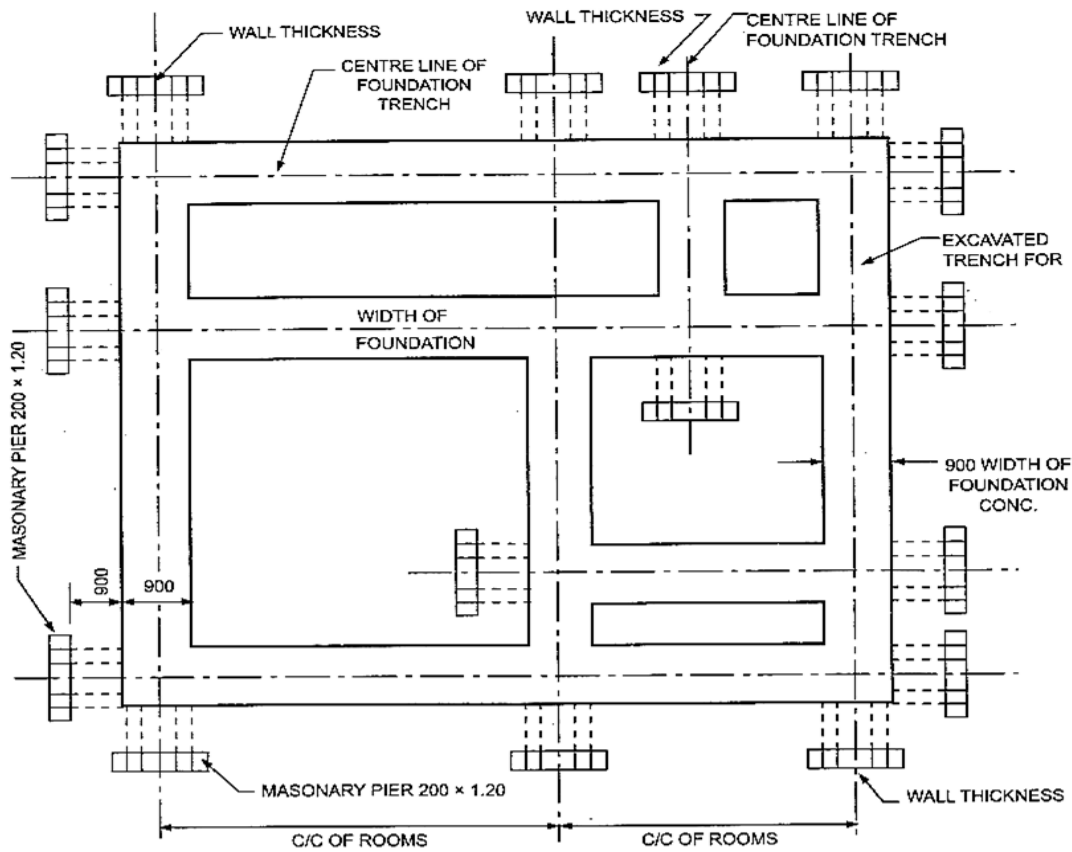 WALL THICKNESS
CENTRE LINE OF
FOUNDATION
TRENCH
WALL THICKNESS
CENTRE LINE OF
FOUNDATION TRENCH
EXCAVATED
TRENCH FOR
WIDTH OF
FOUNDATION
MASONARY PIER 200 × 1.20
900 WIDTH OF
FOUNDATION
CONC.
900
900
MASONARY PIER 200 × 1.20
WALL THICKNESS
C/C OF ROOMS
C/C OF ROOMS